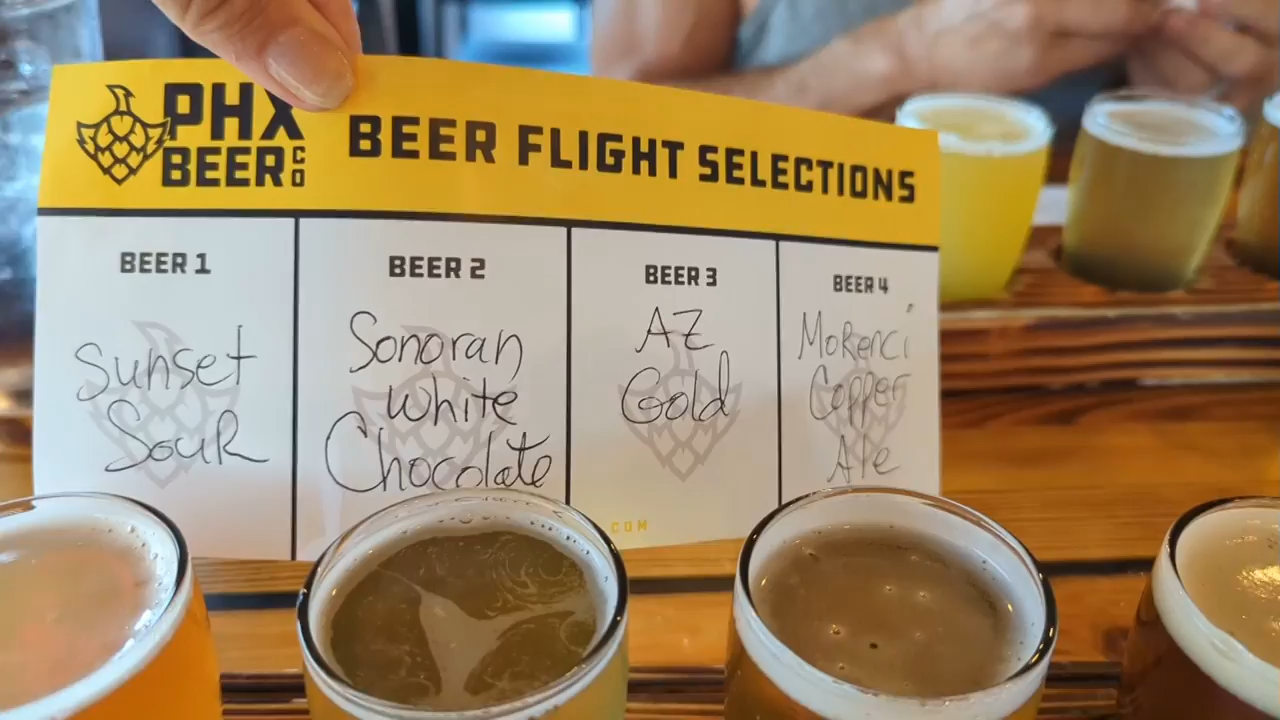 PHX
BEER CO
BEER FLIGHT SELECTIONS
BEER 1
Sunset
Sour
BEER 2
Sonoran
White
Chocolate
BEER 3
AZ
Gold
BEER 4
Morenci
Copper
Ale
.COM